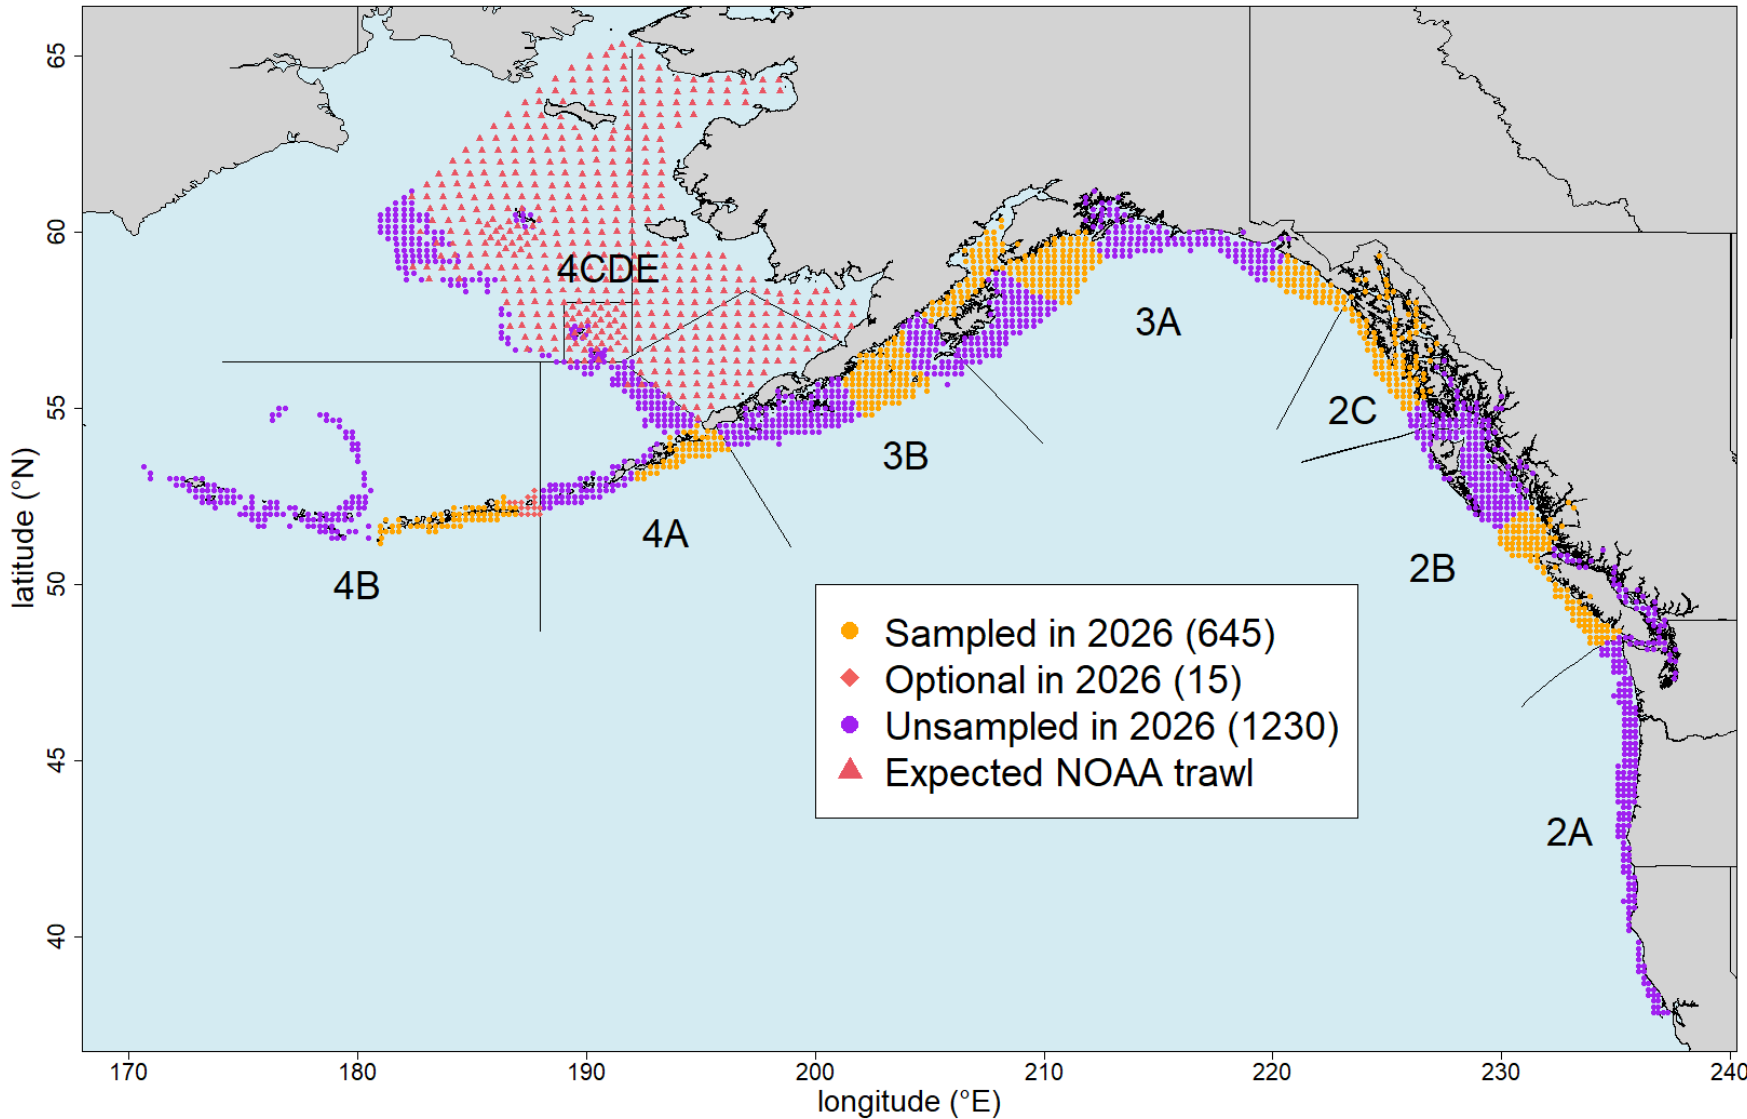 65
60
55
50
45
40
latitude (°N)
4CDE
3A
2C
3B
4A
2B
4B
2A
Sampled in 2026 (645)
Optional in 2026 (15)
Unsampled in 2026 (1230)
Expected NOAA trawl
170 180 190 200 210 220 230 240
longitude (°E)